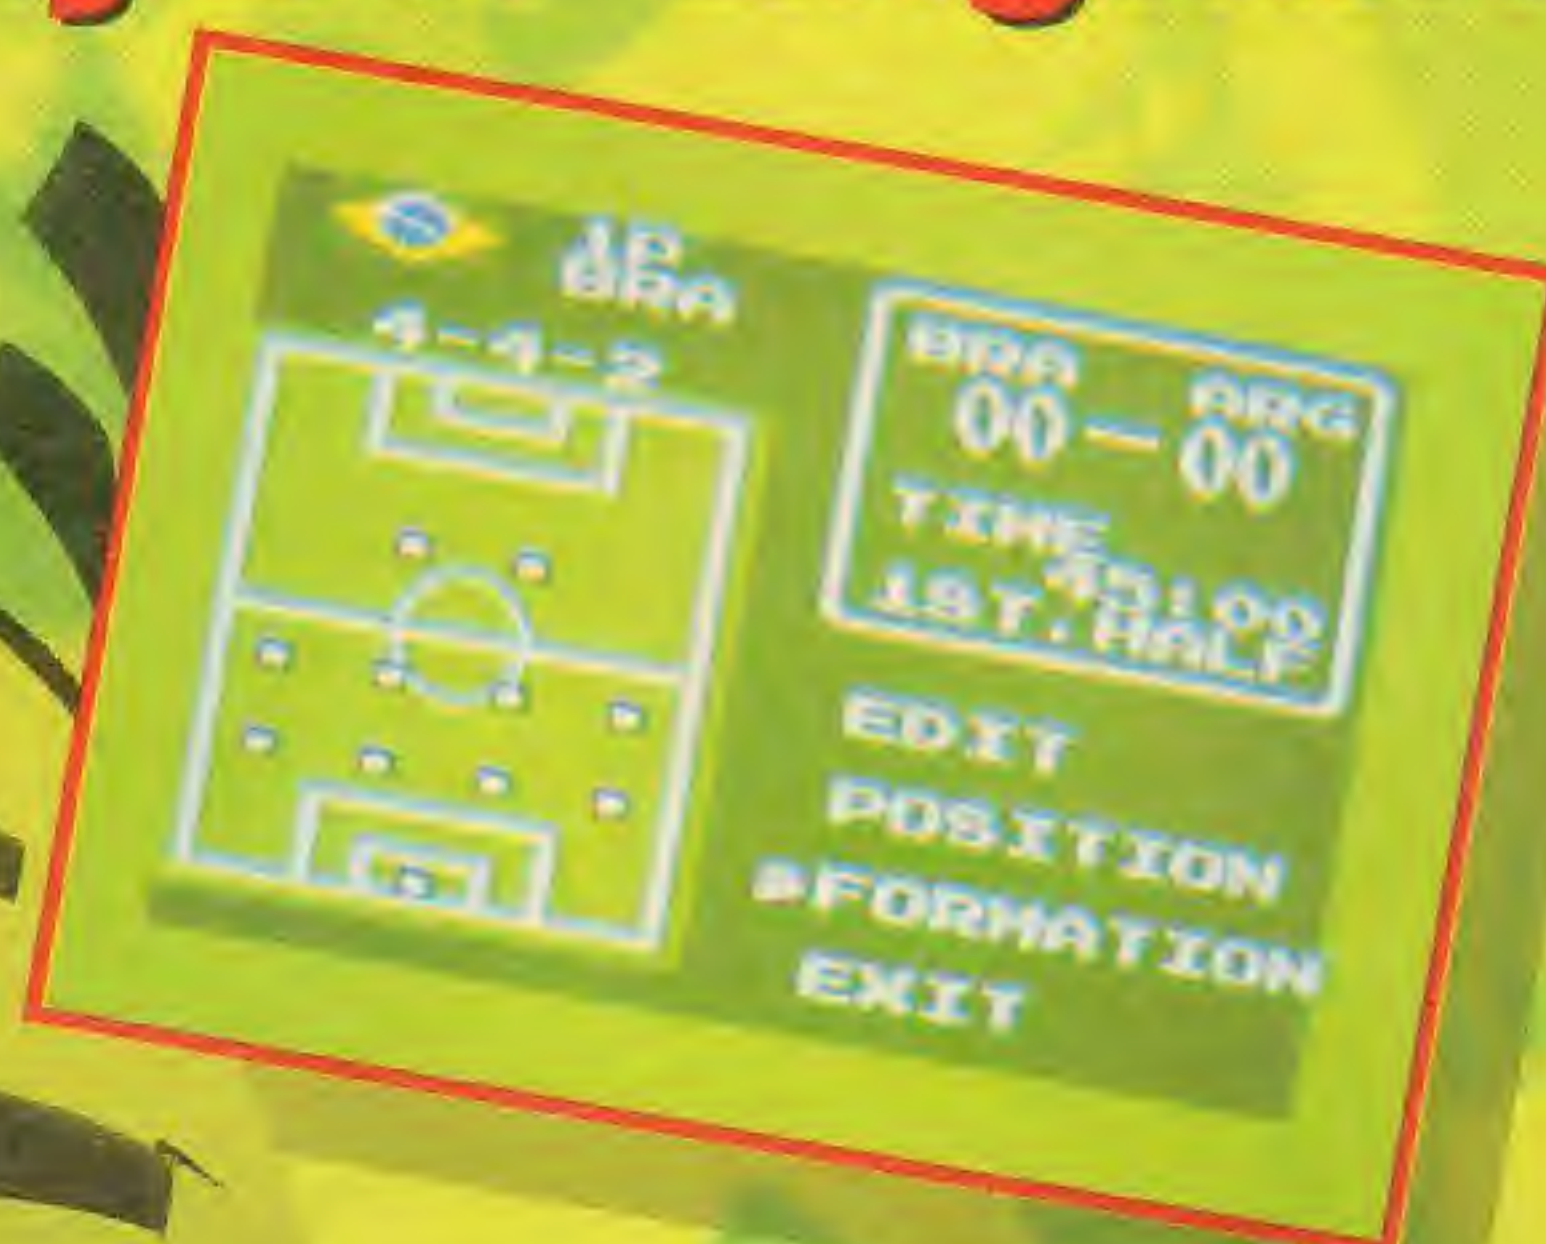 1P
BRA
4-4-2
BRA ARG
00-00
TIME
45:00
1ST.HALF
EDIT
POSITION
FORMATION
EXIT